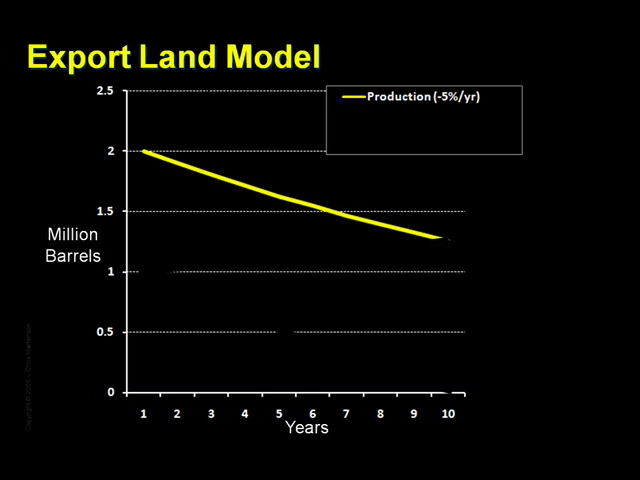 Export Land Model
Production (-5%/yr)
2.5
2
1.5
Million
Barrels
1
0.5
0
1 2 3 4 5 6 7 8 9 10
Years